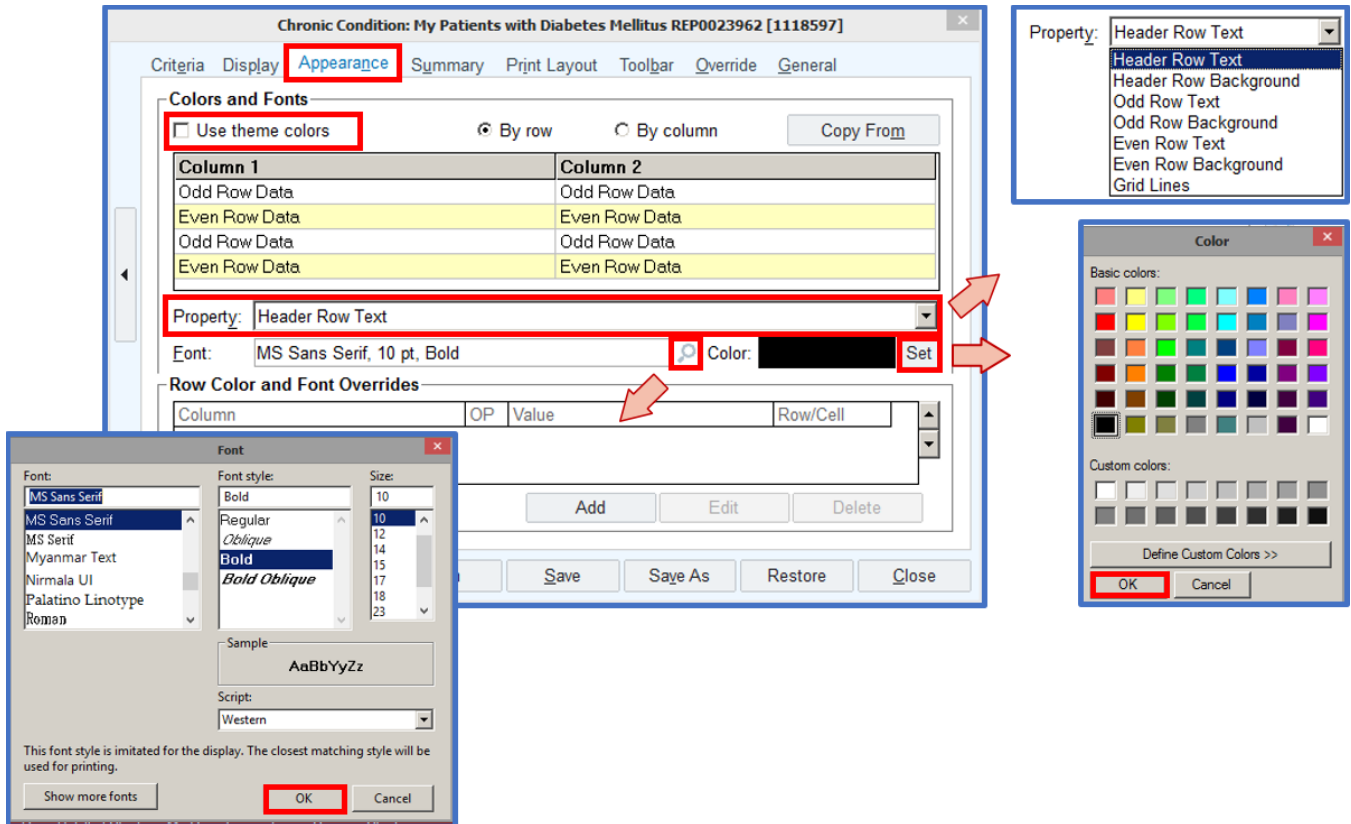 Chronic Condition: My Patients with Diabetes Mellitus REP0023962 [1118597]
Criteria Display Appearance Summary Print Layout Toolbar Override General
Colors and Fonts
Use theme colors By row By column Copy From
Column 1 Column 2
Odd Row Data Odd Row Data
Even Row Data Even Row Data
Odd Row Data Odd Row Data
Even Row Data Even Row Data
Property: Header Row Text
Font: MS Sans Serif, 10 pt, Bold Color: Set
Row Color and Font Overrides
Column OP Value Row/Cell
Add Edit Delete
Save Save As Restore Close
Property: Header Row Text
Header Row Text
Header Row Background
Odd Row Text
Odd Row Background
Even Row Text
Even Row Background
Grid Lines
Color
Basic colors:
Custom colors:
Define Custom Colors >>
OK Cancel
Font
Font: Font style: Size:
MS Sans Serif Bold 10
MS Sans Serif Regular 10
MS Serif Oblique 12
Myanmar Text Bold 14
Nirmala UI Bold Oblique 15
Palatino Linotype 17
Roman 18
23
Sample
AaBbYyZz
Script:
Western
This font style is imitated for the display. The closest matching style will be
used for printing.
Show more fonts OK Cancel